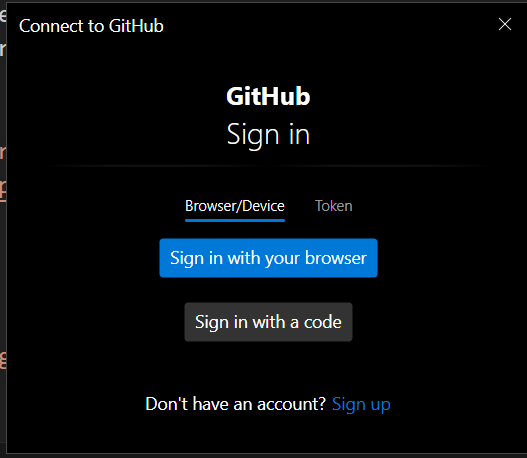 Connect to GitHub
GitHub
Sign in
Browser/Device Token
Sign in with your browser
Sign in with a code
Don't have an account? Sign up